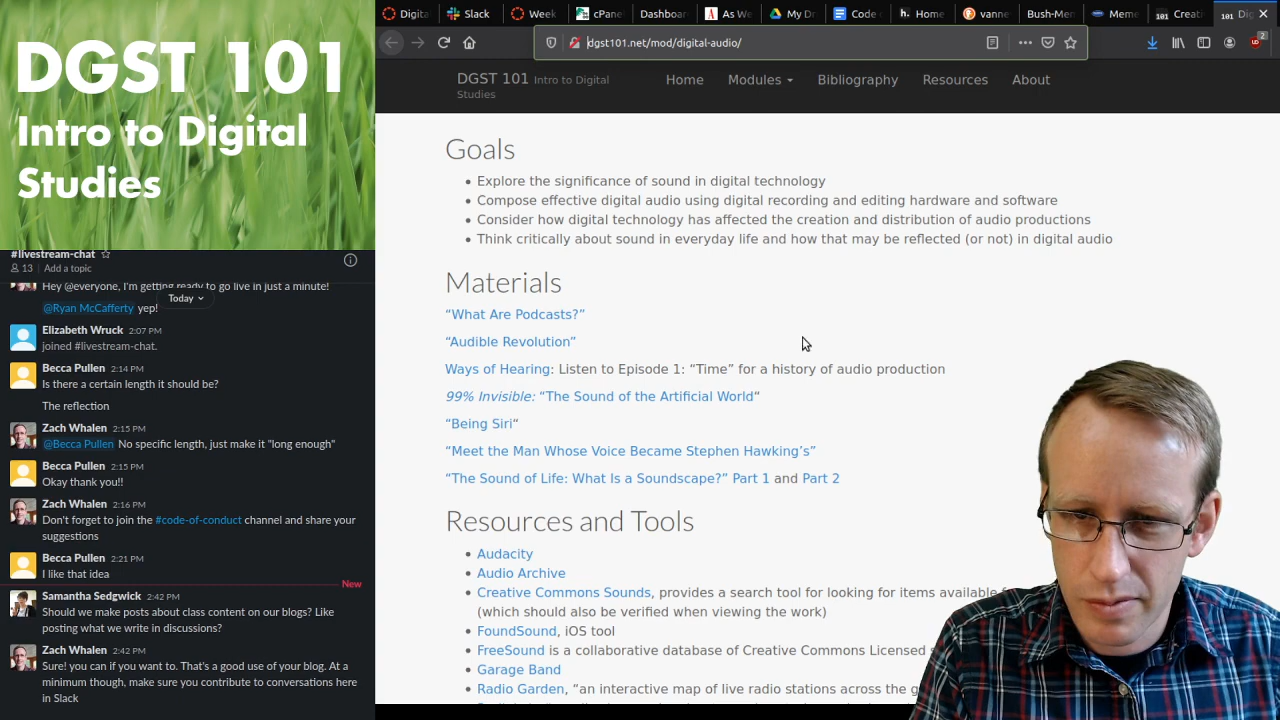 DGST 101
Intro to Digital
Studies
#livestream-chat
13 Add a topic
Hey @everyone, I'm getting ready to go live in just a minute!
Today
@Ryan McCafferty yep!
Elizabeth Wruck 2:07 PM
joined #livestream-chat.
Becca Pullen 2:14 PM
Is there a certain length it should be?
The reflection
Zach Whalen 2:15 PM
@Becca Pullen No specific length, just make it "long enough"
Becca Pullen 2:15 PM
Okay thank you!!
Zach Whalen 2:16 PM
Don't forget to join the #code-of-conduct channel and share your
suggestions
Becca Pullen 2:21 PM
I like that idea
New
Samantha Sedgwick 2:42 PM
Should we make posts about class content on our blogs? Like
posting what we write in discussions?
Zach Whalen 2:42 PM
Sure! you can if you want to. That's a good use of your blog. At a
minimum though, make sure you contribute to conversations here
in Slack
Digita Slack Week cPane Dashboar As We My Dr Code Home vanne Bush-Men Meme 101 Creati 101 Dig
dgst101.net/mod/digital-audio/
2
DGST 101 Intro to Digital
Studies
Home Modules Bibliography Resources About
Goals
Explore the significance of sound in digital technology
Compose effective digital audio using digital recording and editing hardware and software
Consider how digital technology has affected the creation and distribution of audio productions
Think critically about sound in everyday life and how that may be reflected (or not) in digital audio
Materials
“What Are Podcasts?”
“Audible Revolution”
Ways of Hearing: Listen to Episode 1: “Time” for a history of audio production
99% Invisible: “The Sound of the Artificial World“
“Being Siri“
“Meet the Man Whose Voice Became Stephen Hawking’s”
“The Sound of Life: What Is a Soundscape?” Part 1 and Part 2
Resources and Tools
Audacity
Audio Archive
Creative Commons Sounds, provides a search tool for looking for items available
(which should also be verified when viewing the work)
FoundSound, iOS tool
FreeSound is a collaborative database of Creative Commons Licensed
Garage Band
Radio Garden, “an interactive map of live radio stations across the